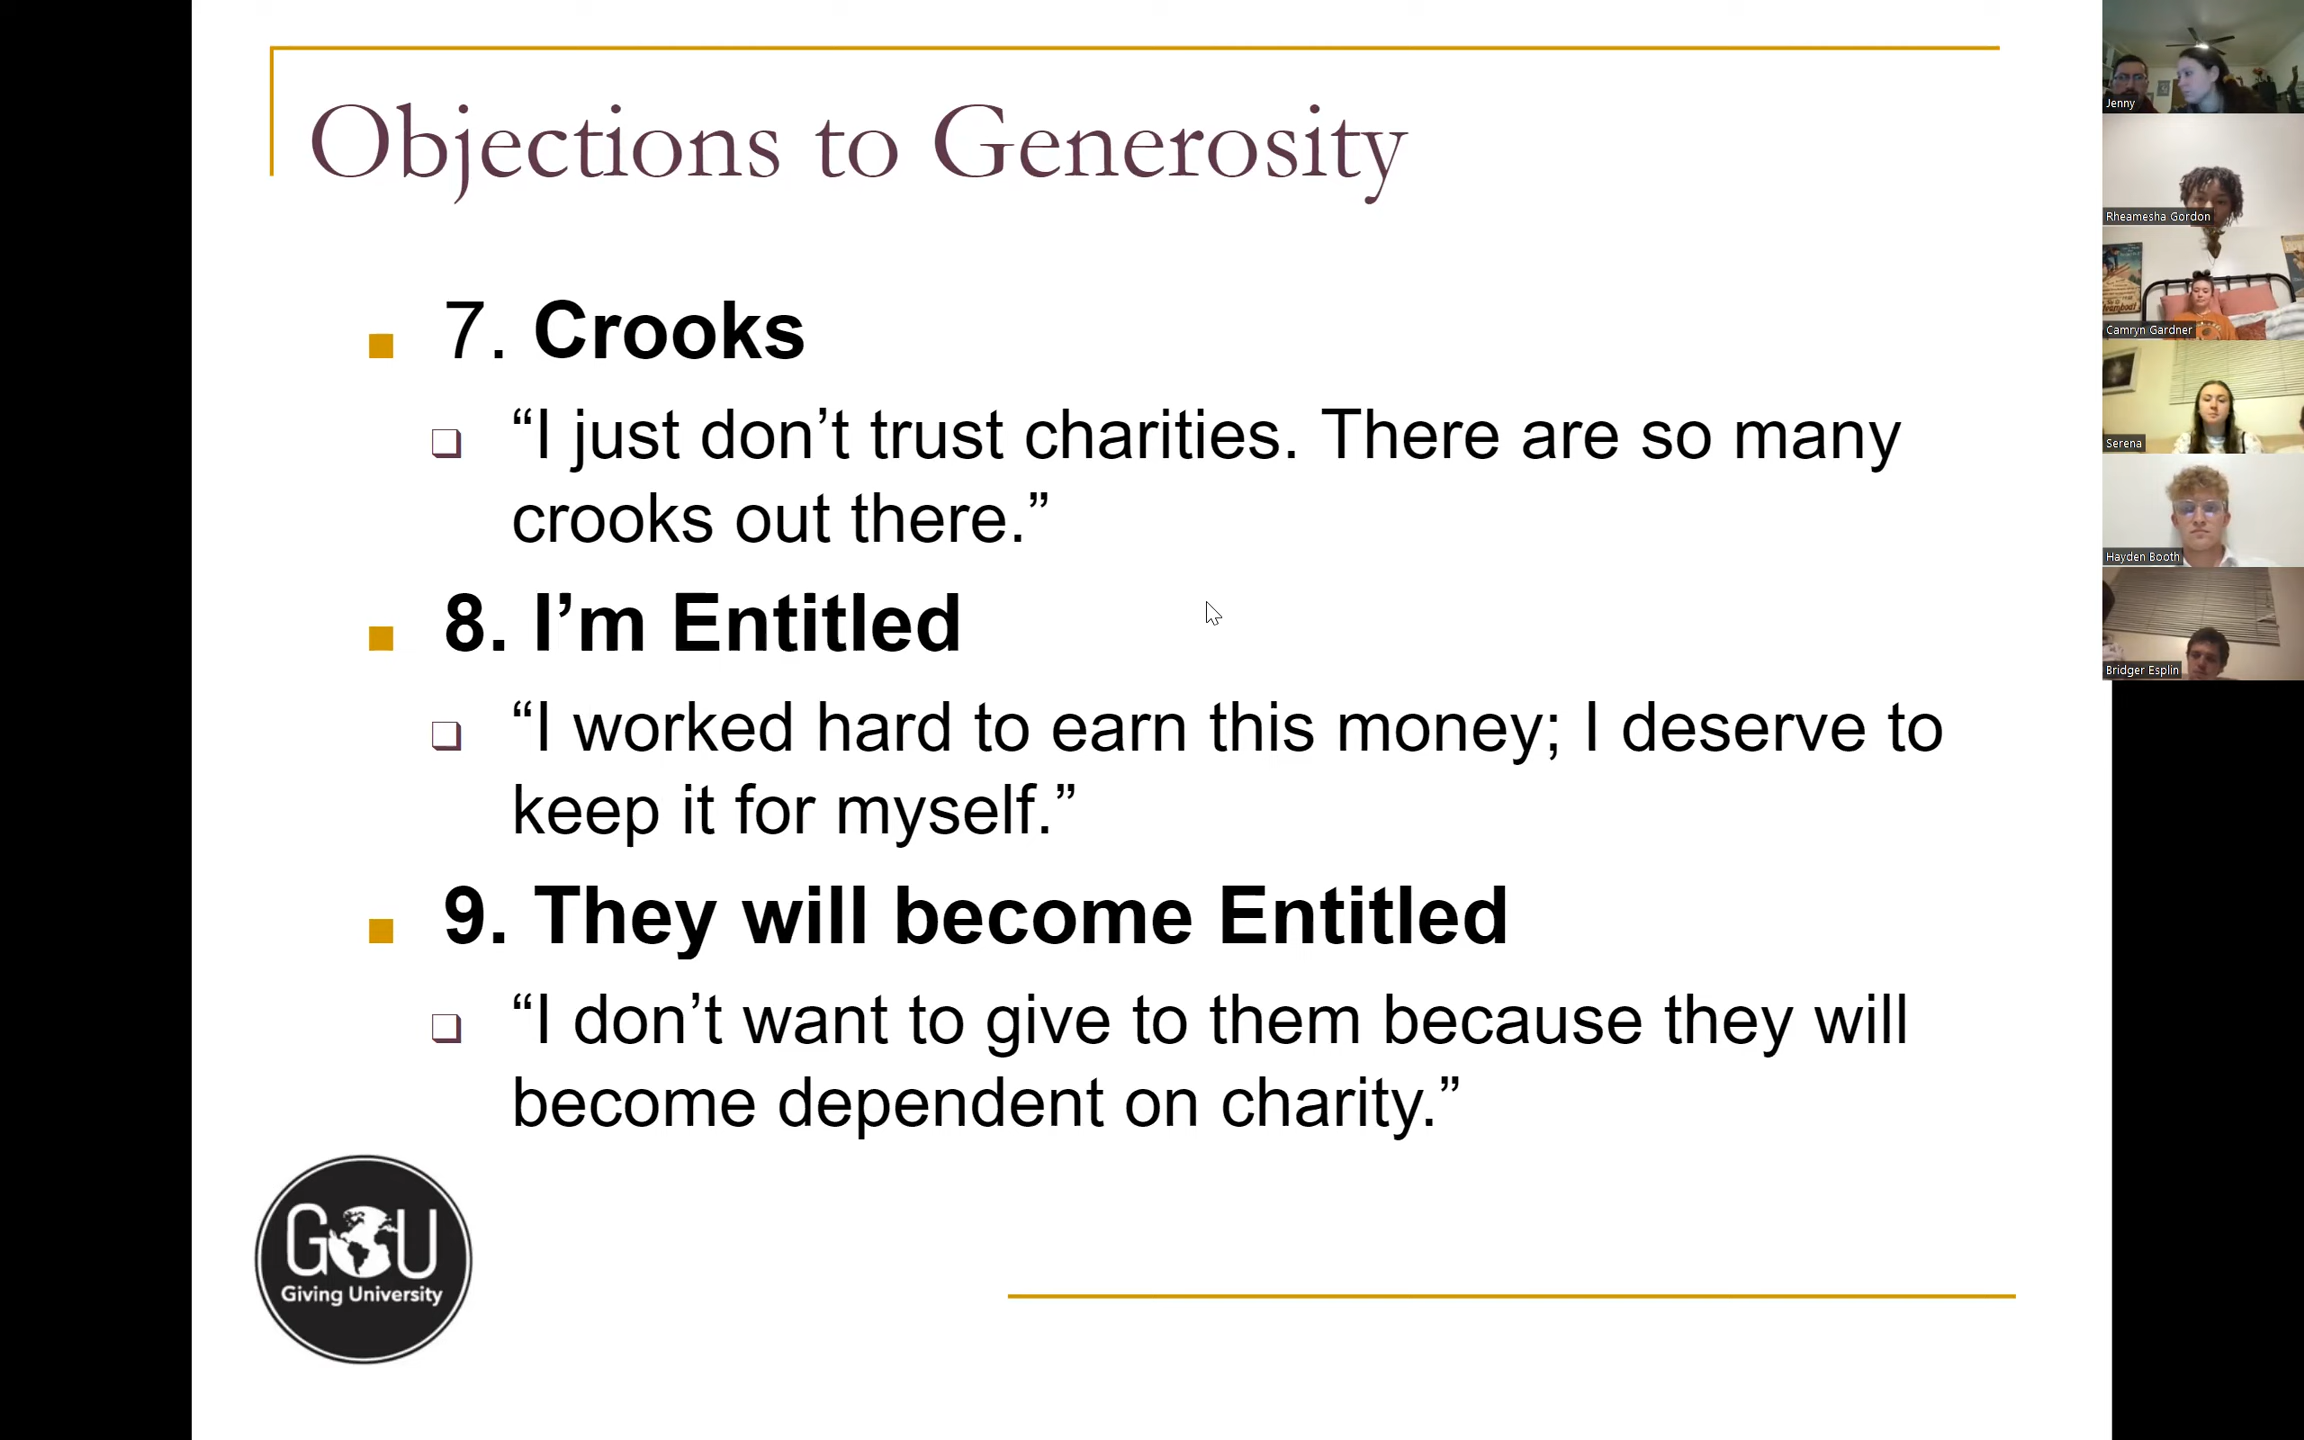 Objections to Generosity
7. Crooks
“I just don’t trust charities. There are so many
crooks out there.”
8. I’m Entitled
“I worked hard to earn this money; I deserve to
keep it for myself.”
9. They will become Entitled
“I don’t want to give to them because they will
become dependent on charity.”
GU
Giving University
Jenny
Rheamesha Gordon
Camryn Gardner
Serena
Hayden Booth
Bridger Esplin